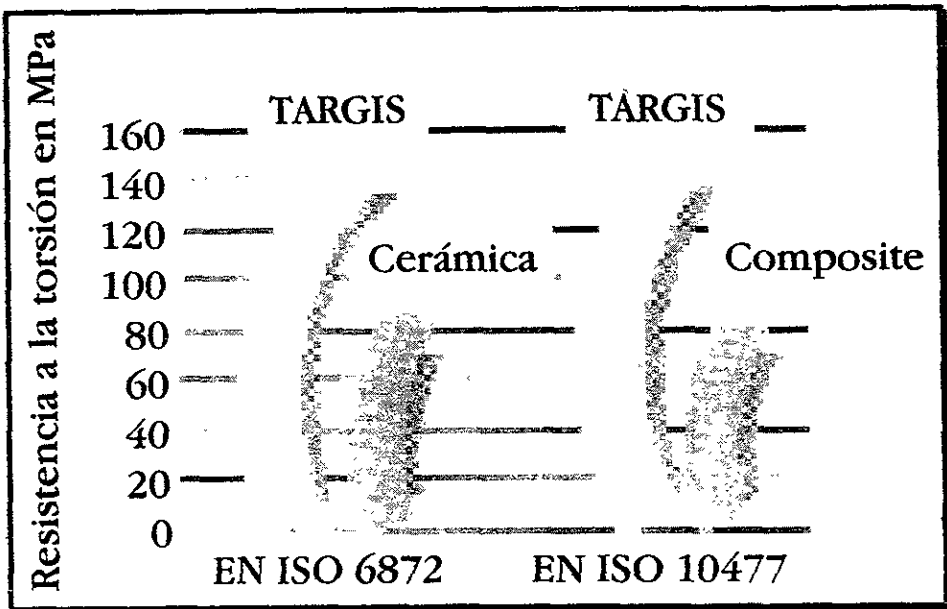 Resistencia a la torsión en MPa
TARGIS TÀRGIS
160
140
120
Cerámica Composite
100
80
60
40
20
0
EN ISO 6872 EN ISO 10477